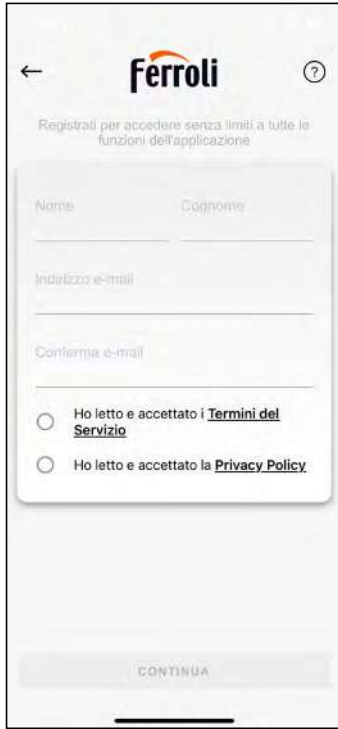 Ferroli
?
Registrati per accedere senza limiti a tutte le
funzioni dell'applicazione
Nome Cognome
Indirizzo e-mail
Conferma e-mail
Ho letto e accettato i Termini del
Servizio
Ho letto e accettato la Privacy Policy
CONTINUA